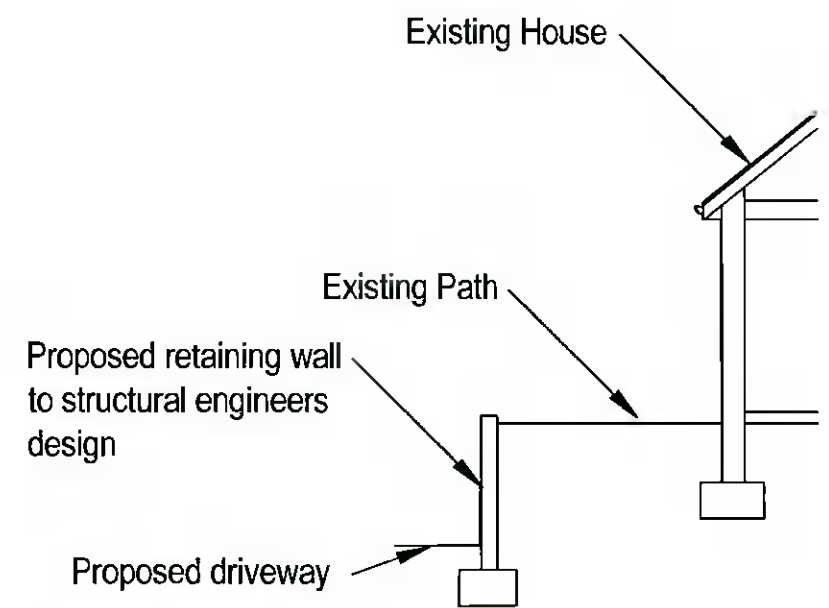 Existing House
Existing Path
Proposed retaining wall
to structural engineers
design
Proposed driveway